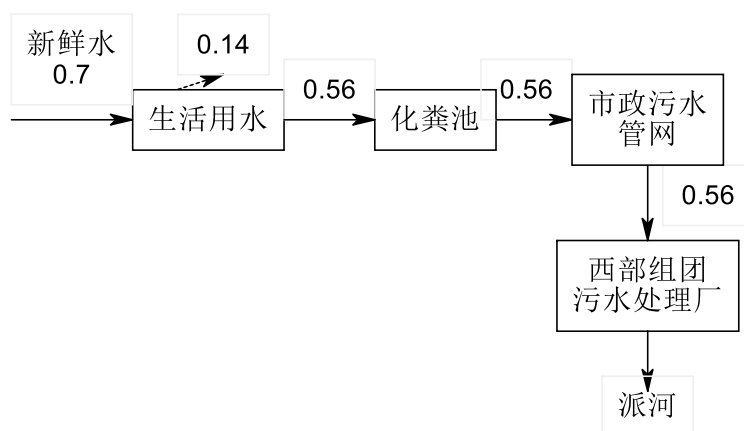 新鲜水
0.7
0.14
生活用水
0.56
化粪池
0.56
市政污水
管网
0.56
西部组团
污水处理厂
派河